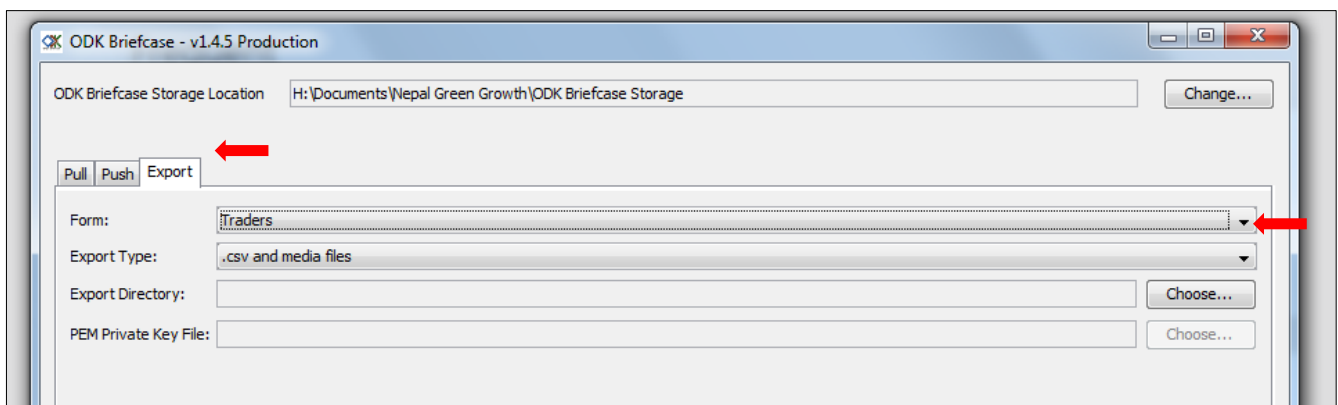 ODK Briefcase - v1.4.5 Production
ODK Briefcase Storage Location H:\Documents\Nepal Green Growth\ODK Briefcase Storage Change...
Pull Push Export
Form: Traders
Export Type: .csv and media files
Export Directory: Choose...
PEM Private Key File: Choose...